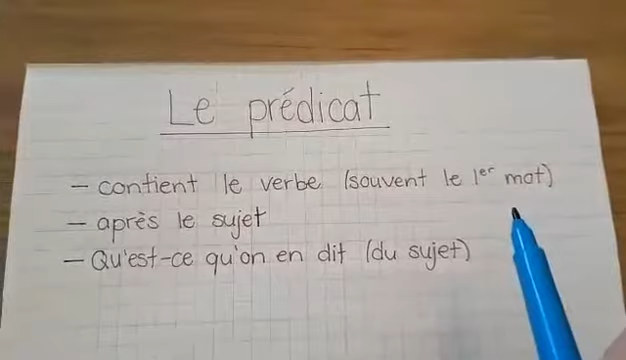 Le prédicat
- contient le verbe (souvent le 1er mot)
- après le sujet
- Qu'est-ce qu'on en dit (du sujet)